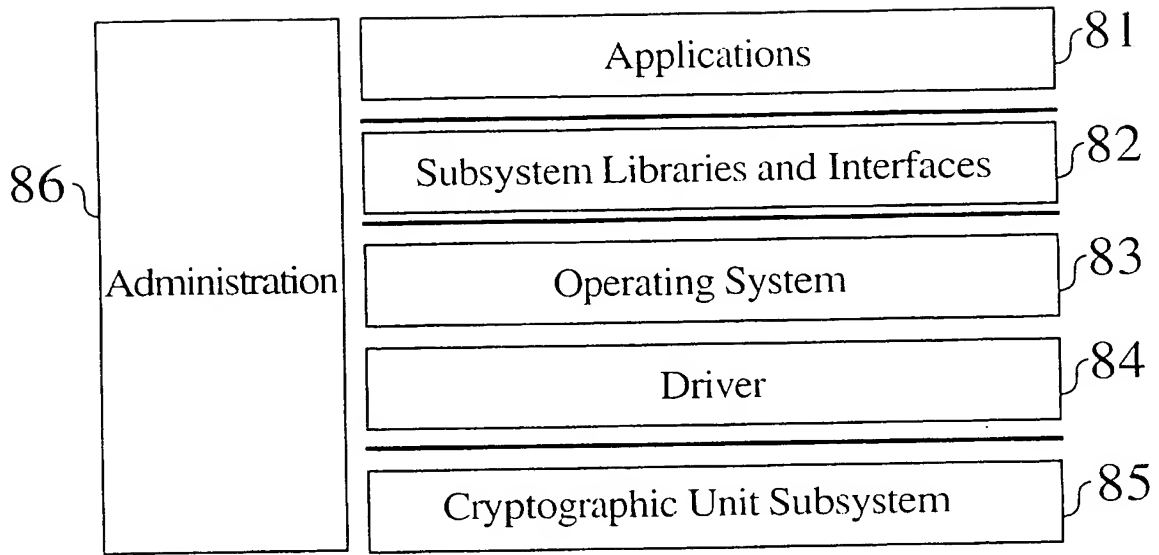 Applications
81
Subsystem Libraries and Interfaces
82
86
Administration
Operating System
83
Driver
84
Cryptographic Unit Subsystem
85